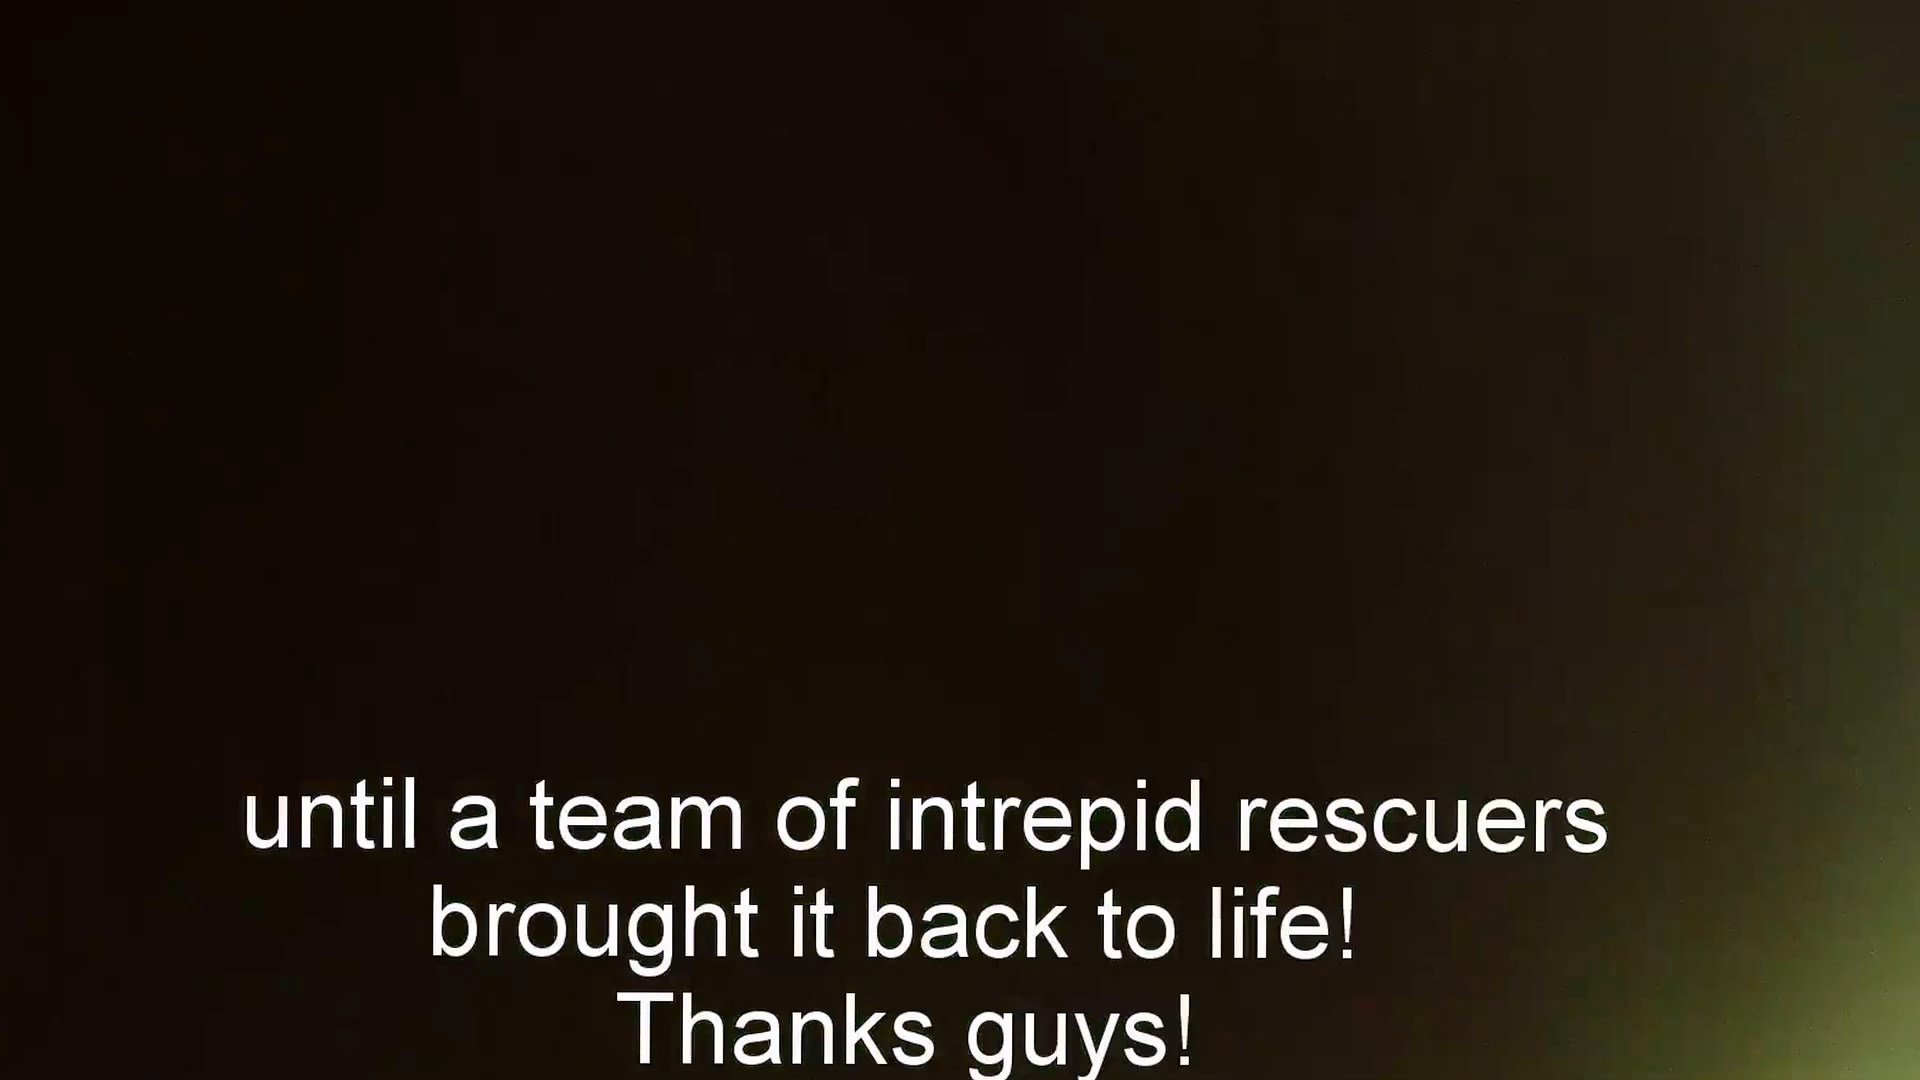 until a team of intrepid rescuers
brought it back to life!
Thanks guys!